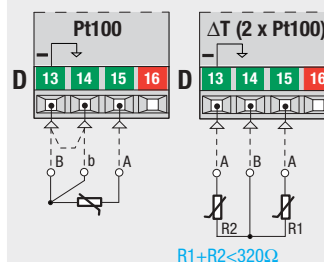 Pt100
D 13 14 15 16
B b A
ΔT (2 x Pt100)
D 13 14 15 16
A B A
R2 R1
R1+R2<320Ω